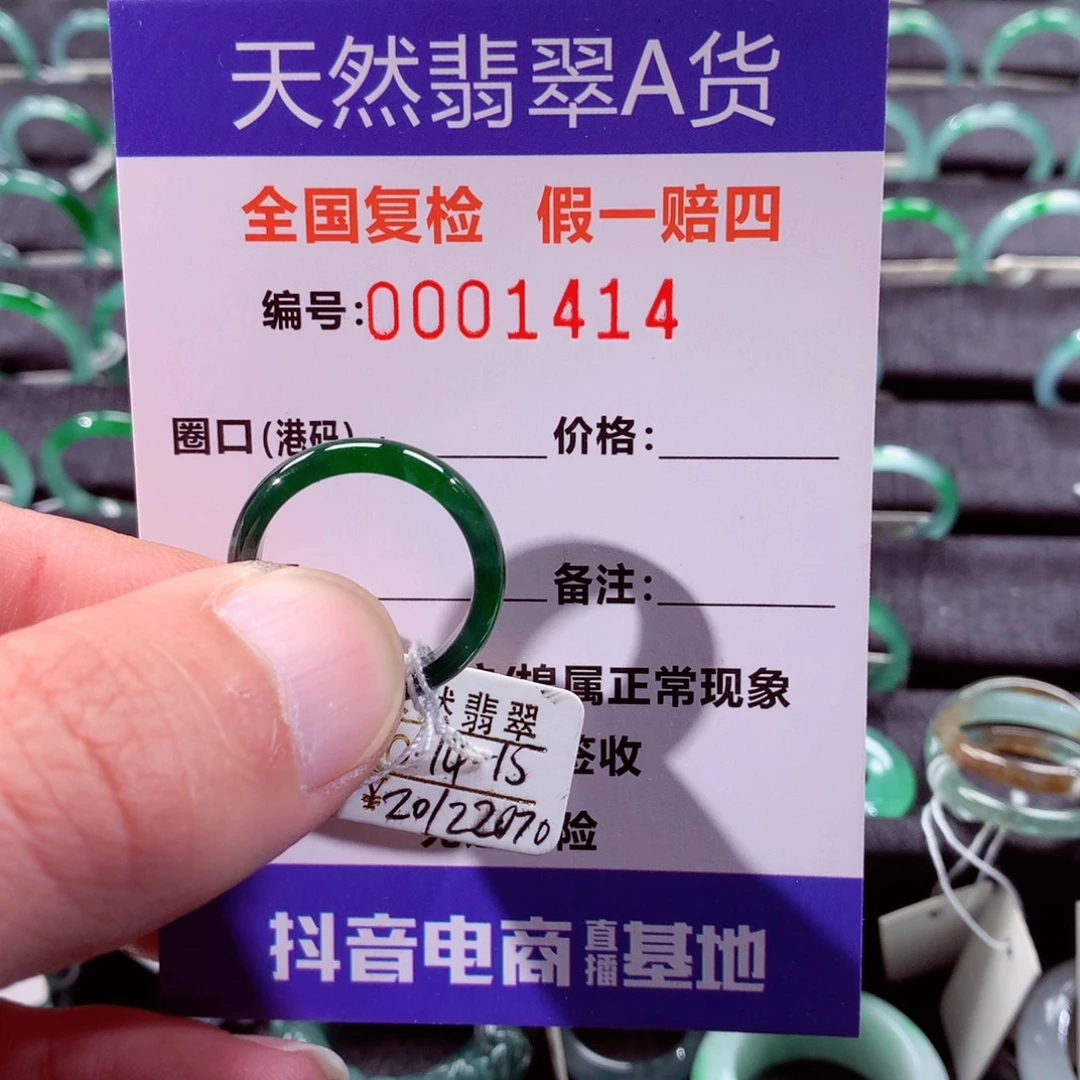 天然翡翠A货
全国复检 假一赔四
编号:0001414
圈口(港码) 价格:
备注:
属正常现象
签收
险
翡翠
14-15
20/22070
抖音电商直播基地